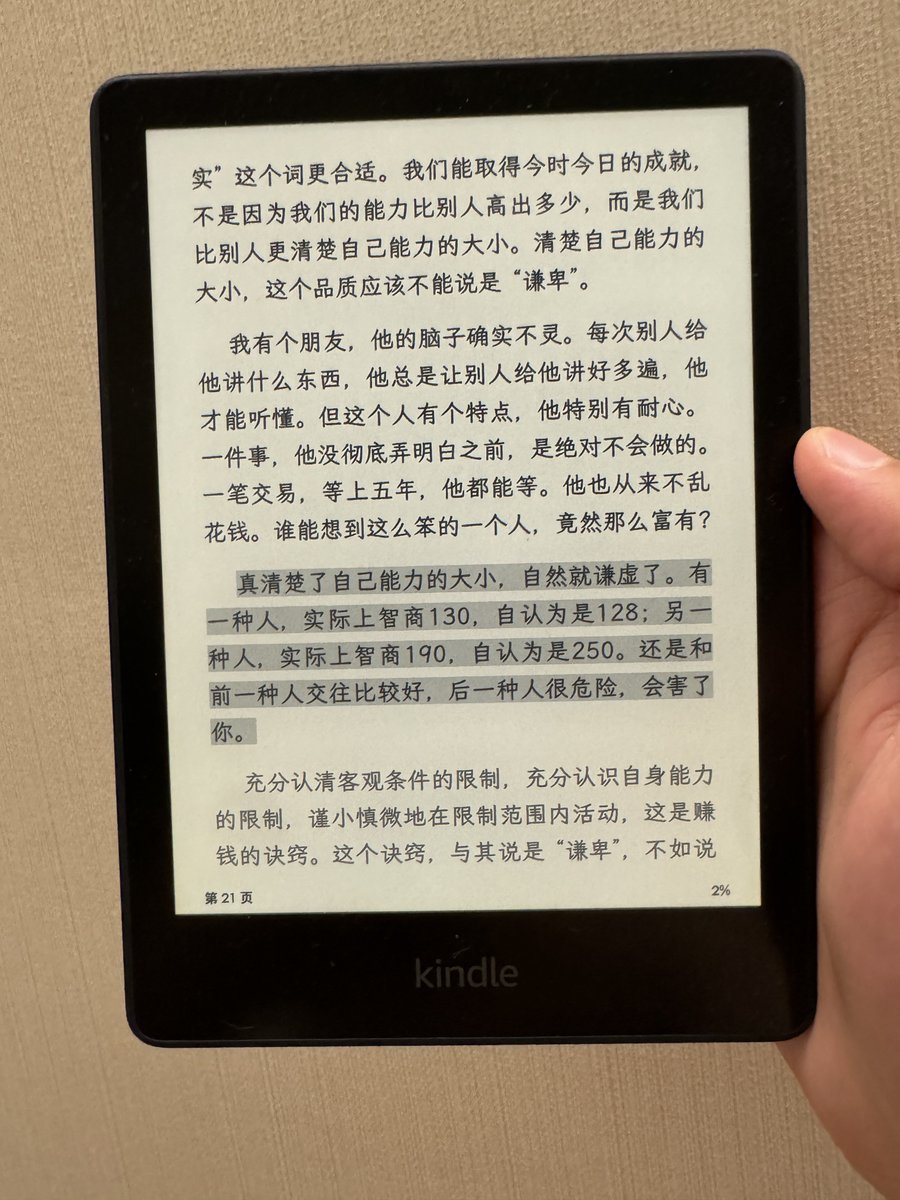 实”这个词更合适。我们能取得今时今日的成就，
不是因为我们的能力比别人高出多少，而是我们
比别人更清楚自己能力的大小。清楚自己能力的
大小，这个品质应该不能说是“谦卑”。
我有个朋友，他的脑子确实不灵。每次别人给
他讲什么东西，他总是让别人给他讲好多遍，他
才能听懂。但这个人有个特点，他特别有耐心。
一件事，他没彻底弄明白之前，是绝对不会做的。
一笔交易，等上五年，他都能等。他也从来不乱
花钱。谁能想到这么笨的一个人，竟然那么富有？
真清楚了自己能力的大小，自然就谦虚了。有
一种人，实际上智商130，自认为是128；另一
种人，实际上智商190，自认为是250。还是和
前一种人交往比较好，后一种人很危险，会害了
你。
充分认清客观条件的限制，充分认识自身能力
的限制，谨小慎微地在限制范围内活动，这是赚
钱的诀窍。这个诀窍，与其说是“谦卑”，不如说
第 21 页
2%
kindle